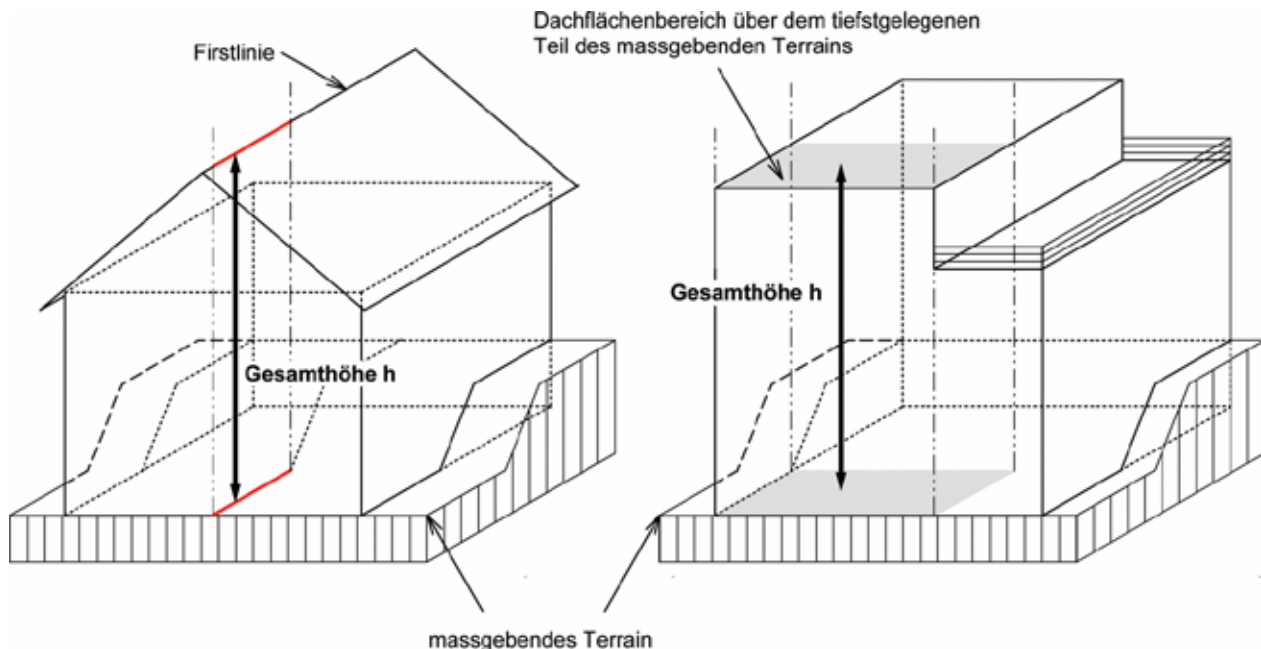 Dachflächenbereich über dem tiefstgelegenen
Teil des massgebenden Terrains
Firstlinie
Gesamthöhe h
Gesamthöhe h
massgebendes Terrain